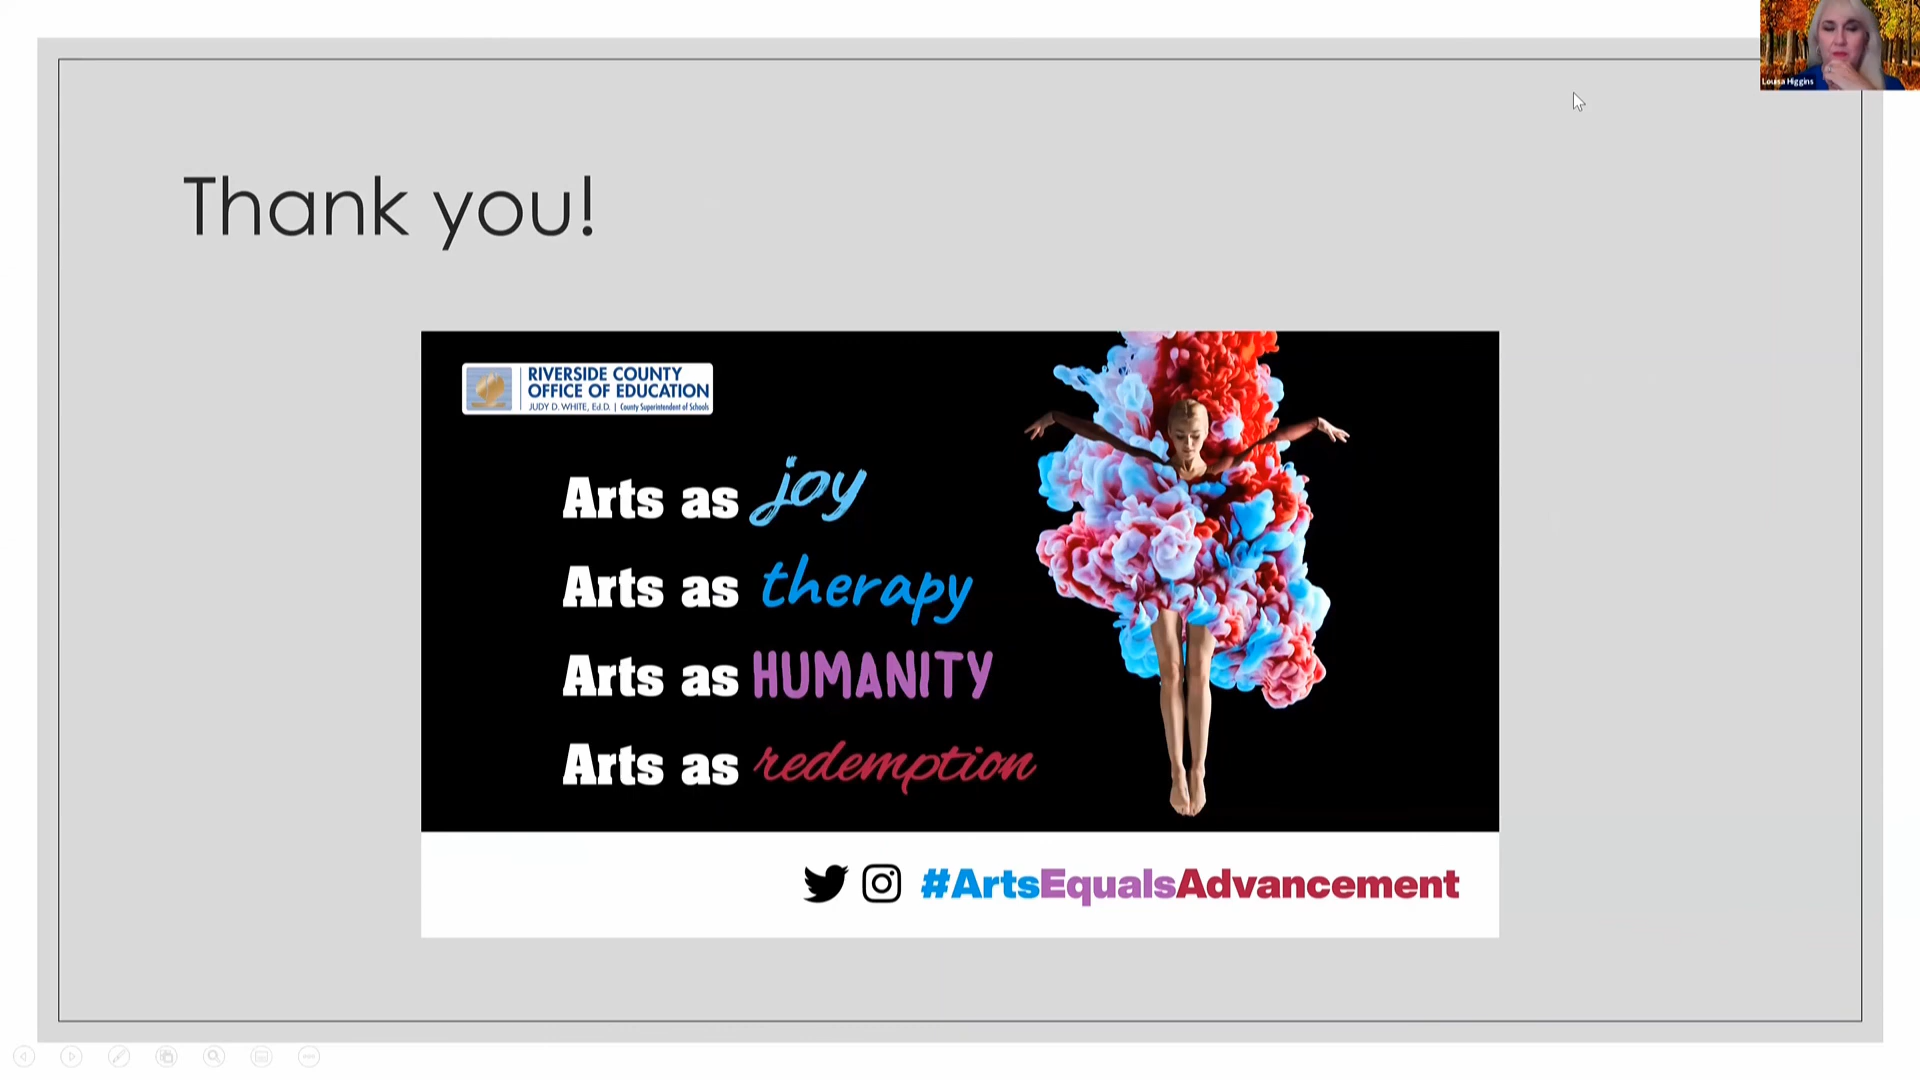 Louisa Higgins
Thank you!
RIVERSIDE COUNTY
OFFICE OF EDUCATION
JUDY D. WHITE, Ed.D. | County Superintendent of Schools
Arts as joy
Arts as therapy
Arts as HUMANITY
Arts as redemption
#ArtsEqualsAdvancement